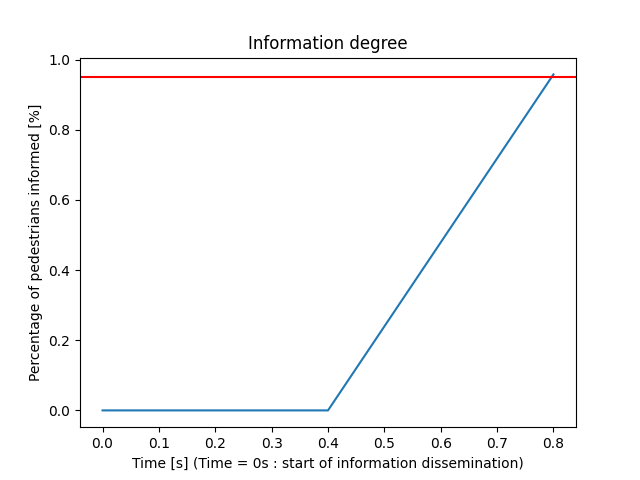 Information degree
Percentage of pedestrians informed [%]
1.0
0.8
0.6
0.4
0.2
0.0
0.0 0.1 0.2 0.3 0.4 0.5 0.6 0.7 0.8
Time [s] (Time = 0s : start of information dissemination)